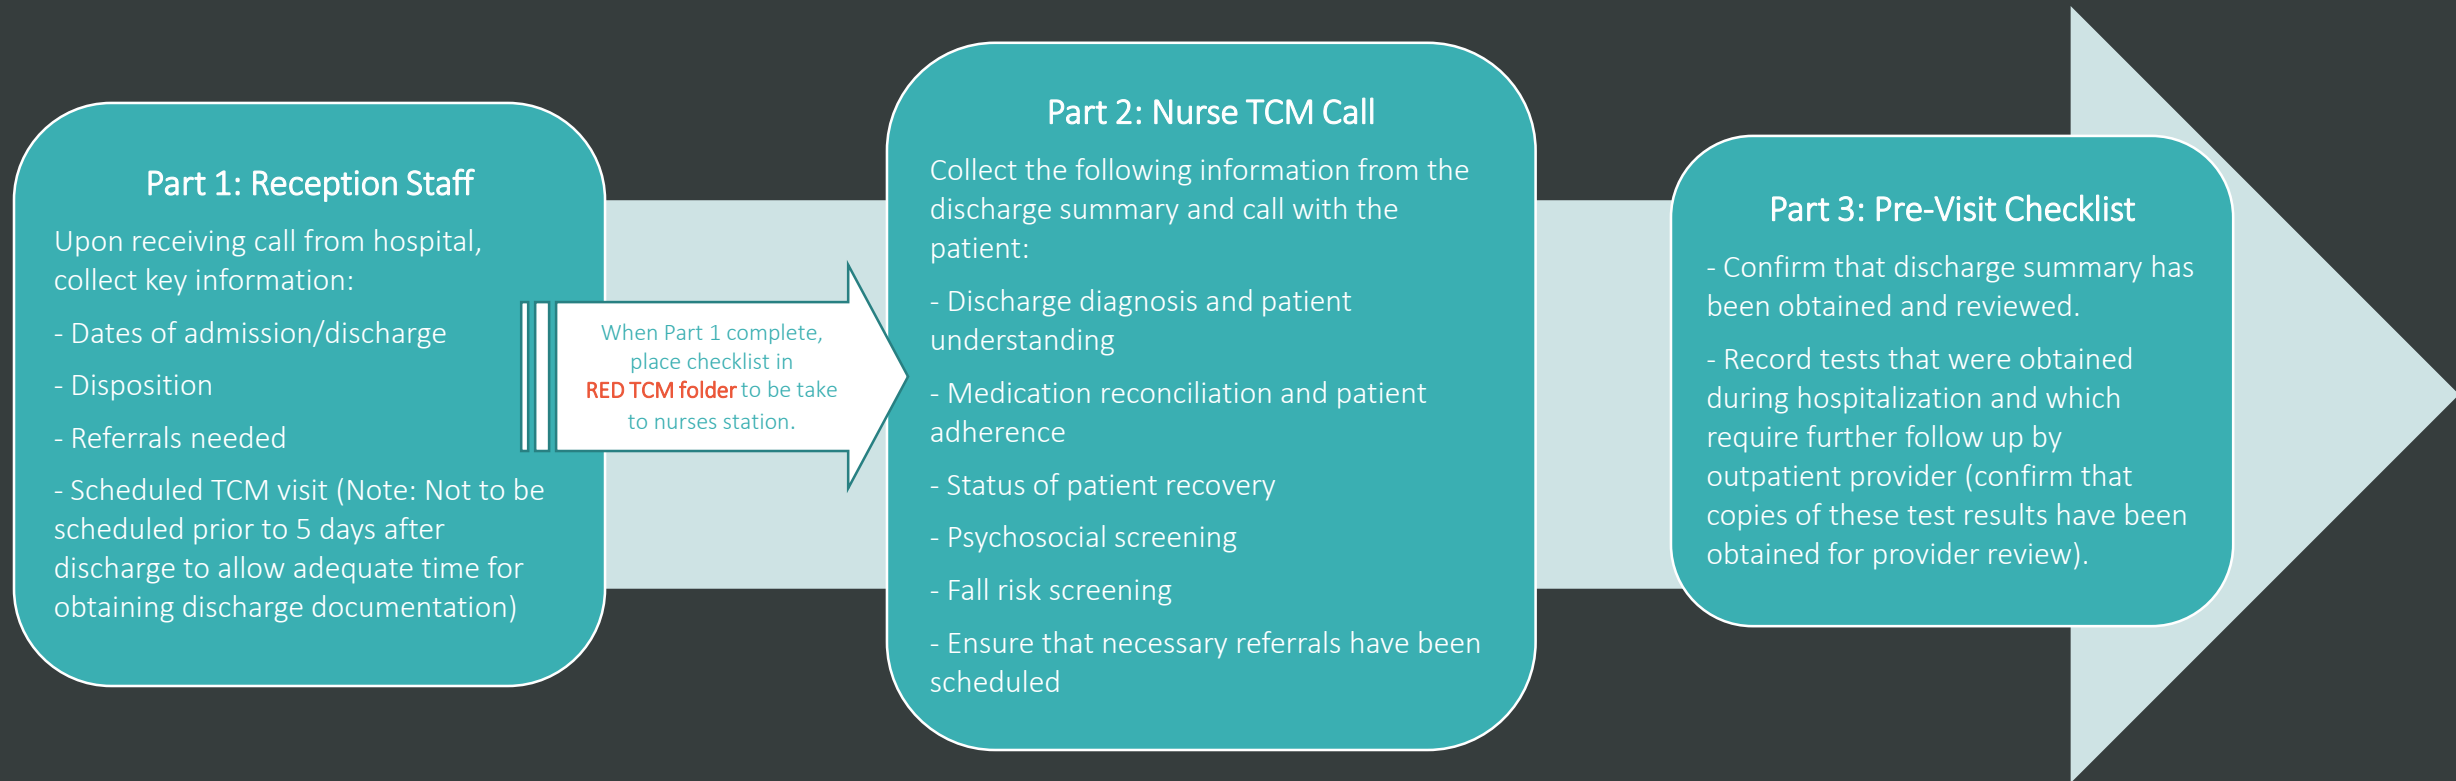 Part 1: Reception Staff
Upon receiving call from hospital,
collect key information:
- Dates of admission/discharge
- Disposition
- Referrals needed
- Scheduled TCM visit (Note: Not to be
scheduled prior to 5 days after
discharge to allow adequate time for
obtaining discharge documentation)
When Part 1 complete,
place checklist in
RED TCM folder to be take
to nurses station.
Part 2: Nurse TCM Call
Collect the following information from the
discharge summary and call with the
patient:
- Discharge diagnosis and patient
understanding
- Medication reconciliation and patient
adherence
- Status of patient recovery
- Psychosocial screening
- Fall risk screening
- Ensure that necessary referrals have been
scheduled
Part 3: Pre-Visit Checklist
- Confirm that discharge summary has
been obtained and reviewed.
- Record tests that were obtained
during hospitalization and which
require further follow up by
outpatient provider (confirm that
copies of these test results have been
obtained for provider review).